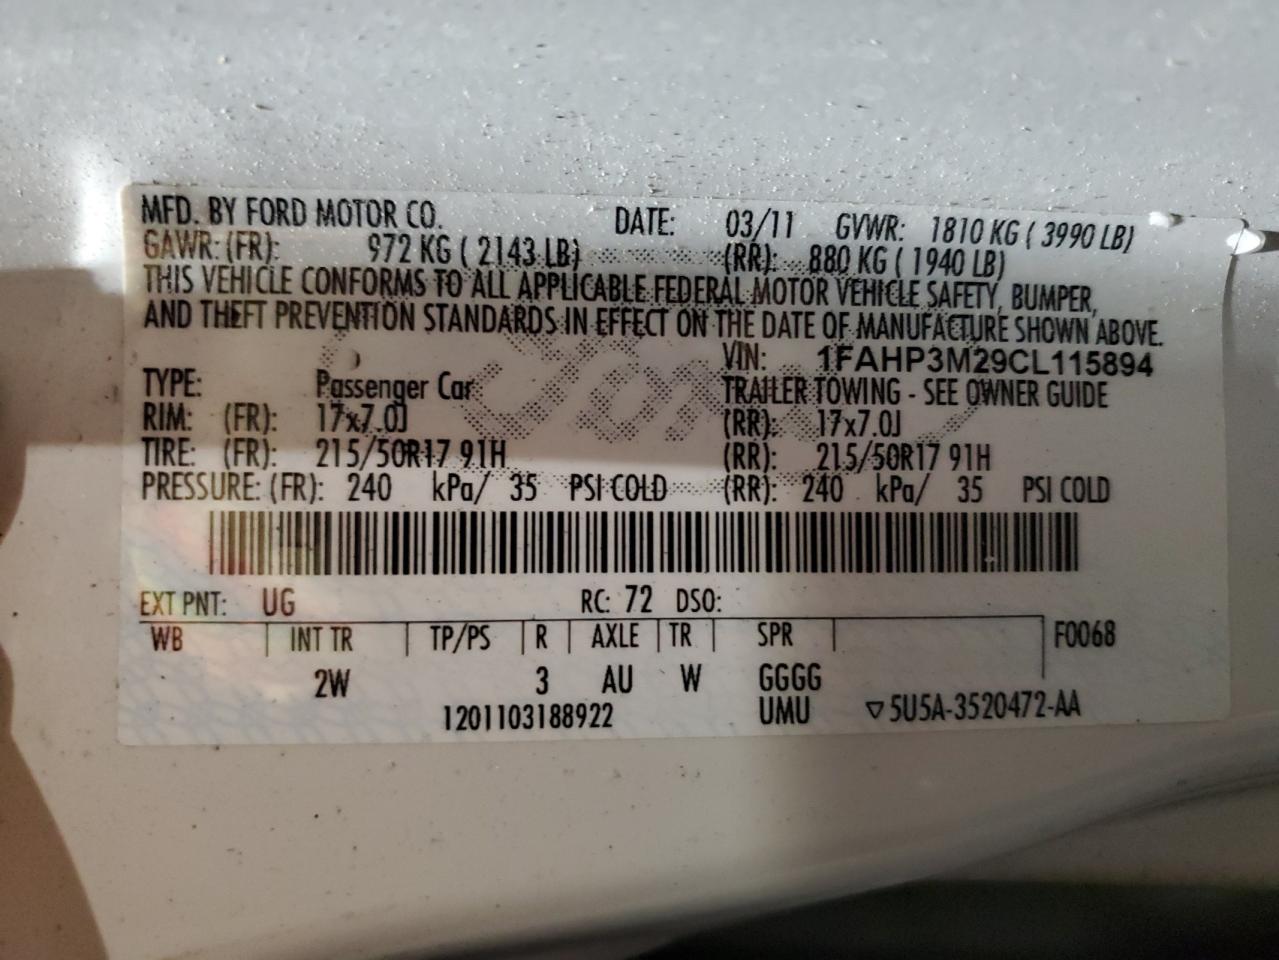 MFD. BY FORD MOTOR CO. DATE: 03/11 GVWR: 1810 KG ( 3990 LB)
GAWR: (FR): 972 KG ( 2143 LB) (RR): 880 KG ( 1940 LB)
THIS VEHICLE CONFORMS TO ALL APPLICABLE FEDERAL MOTOR VEHICLE SAFETY, BUMPER,
AND THEFT PREVENTION STANDARDS IN EFFECT ON THE DATE OF MANUFACTURE SHOWN ABOVE.
VIN: 1FAHP3M29CL115894
TYPE: Passenger Car TRAILER TOWING - SEE OWNER GUIDE
RIM: (FR): 17x7.0J (RR): 17x7.0J
TIRE: (FR): 215/50R17 91H (RR): 215/50R17 91H
PRESSURE: (FR): 240 kPa/ 35 PSI COLD (RR): 240 kPa/ 35 PSI COLD
EXT PNT: UG RC: 72 DSO:
WB INT TR TP/PS R AXLE TR SPR F0068
2W 3 AU W GGGG
1201103188922 UMU ▽ 5U5A-3520472-AA